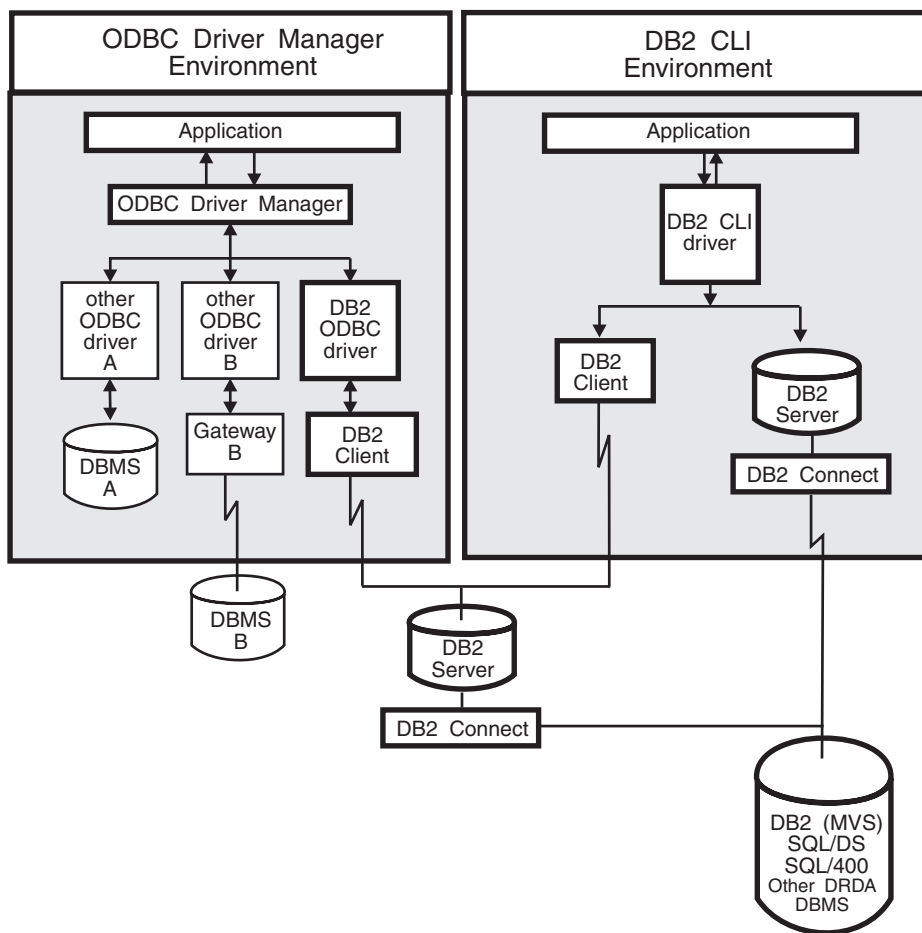 ODBC Driver Manager
Environment
DB2 CLI
Environment
Application
ODBC Driver Manager
other
ODBC
driver
A
other
ODBC
driver
B
DB2
ODBC
driver
DBMS
A
Gateway
B
DB2
Client
DBMS
B
Application
DB2 CLI
driver
DB2
Client
DB2
Server
DB2 Connect
DB2
Server
DB2 Connect
DB2 (MVS)
SQL/DS
SQL/400
Other DRDA
DBMS